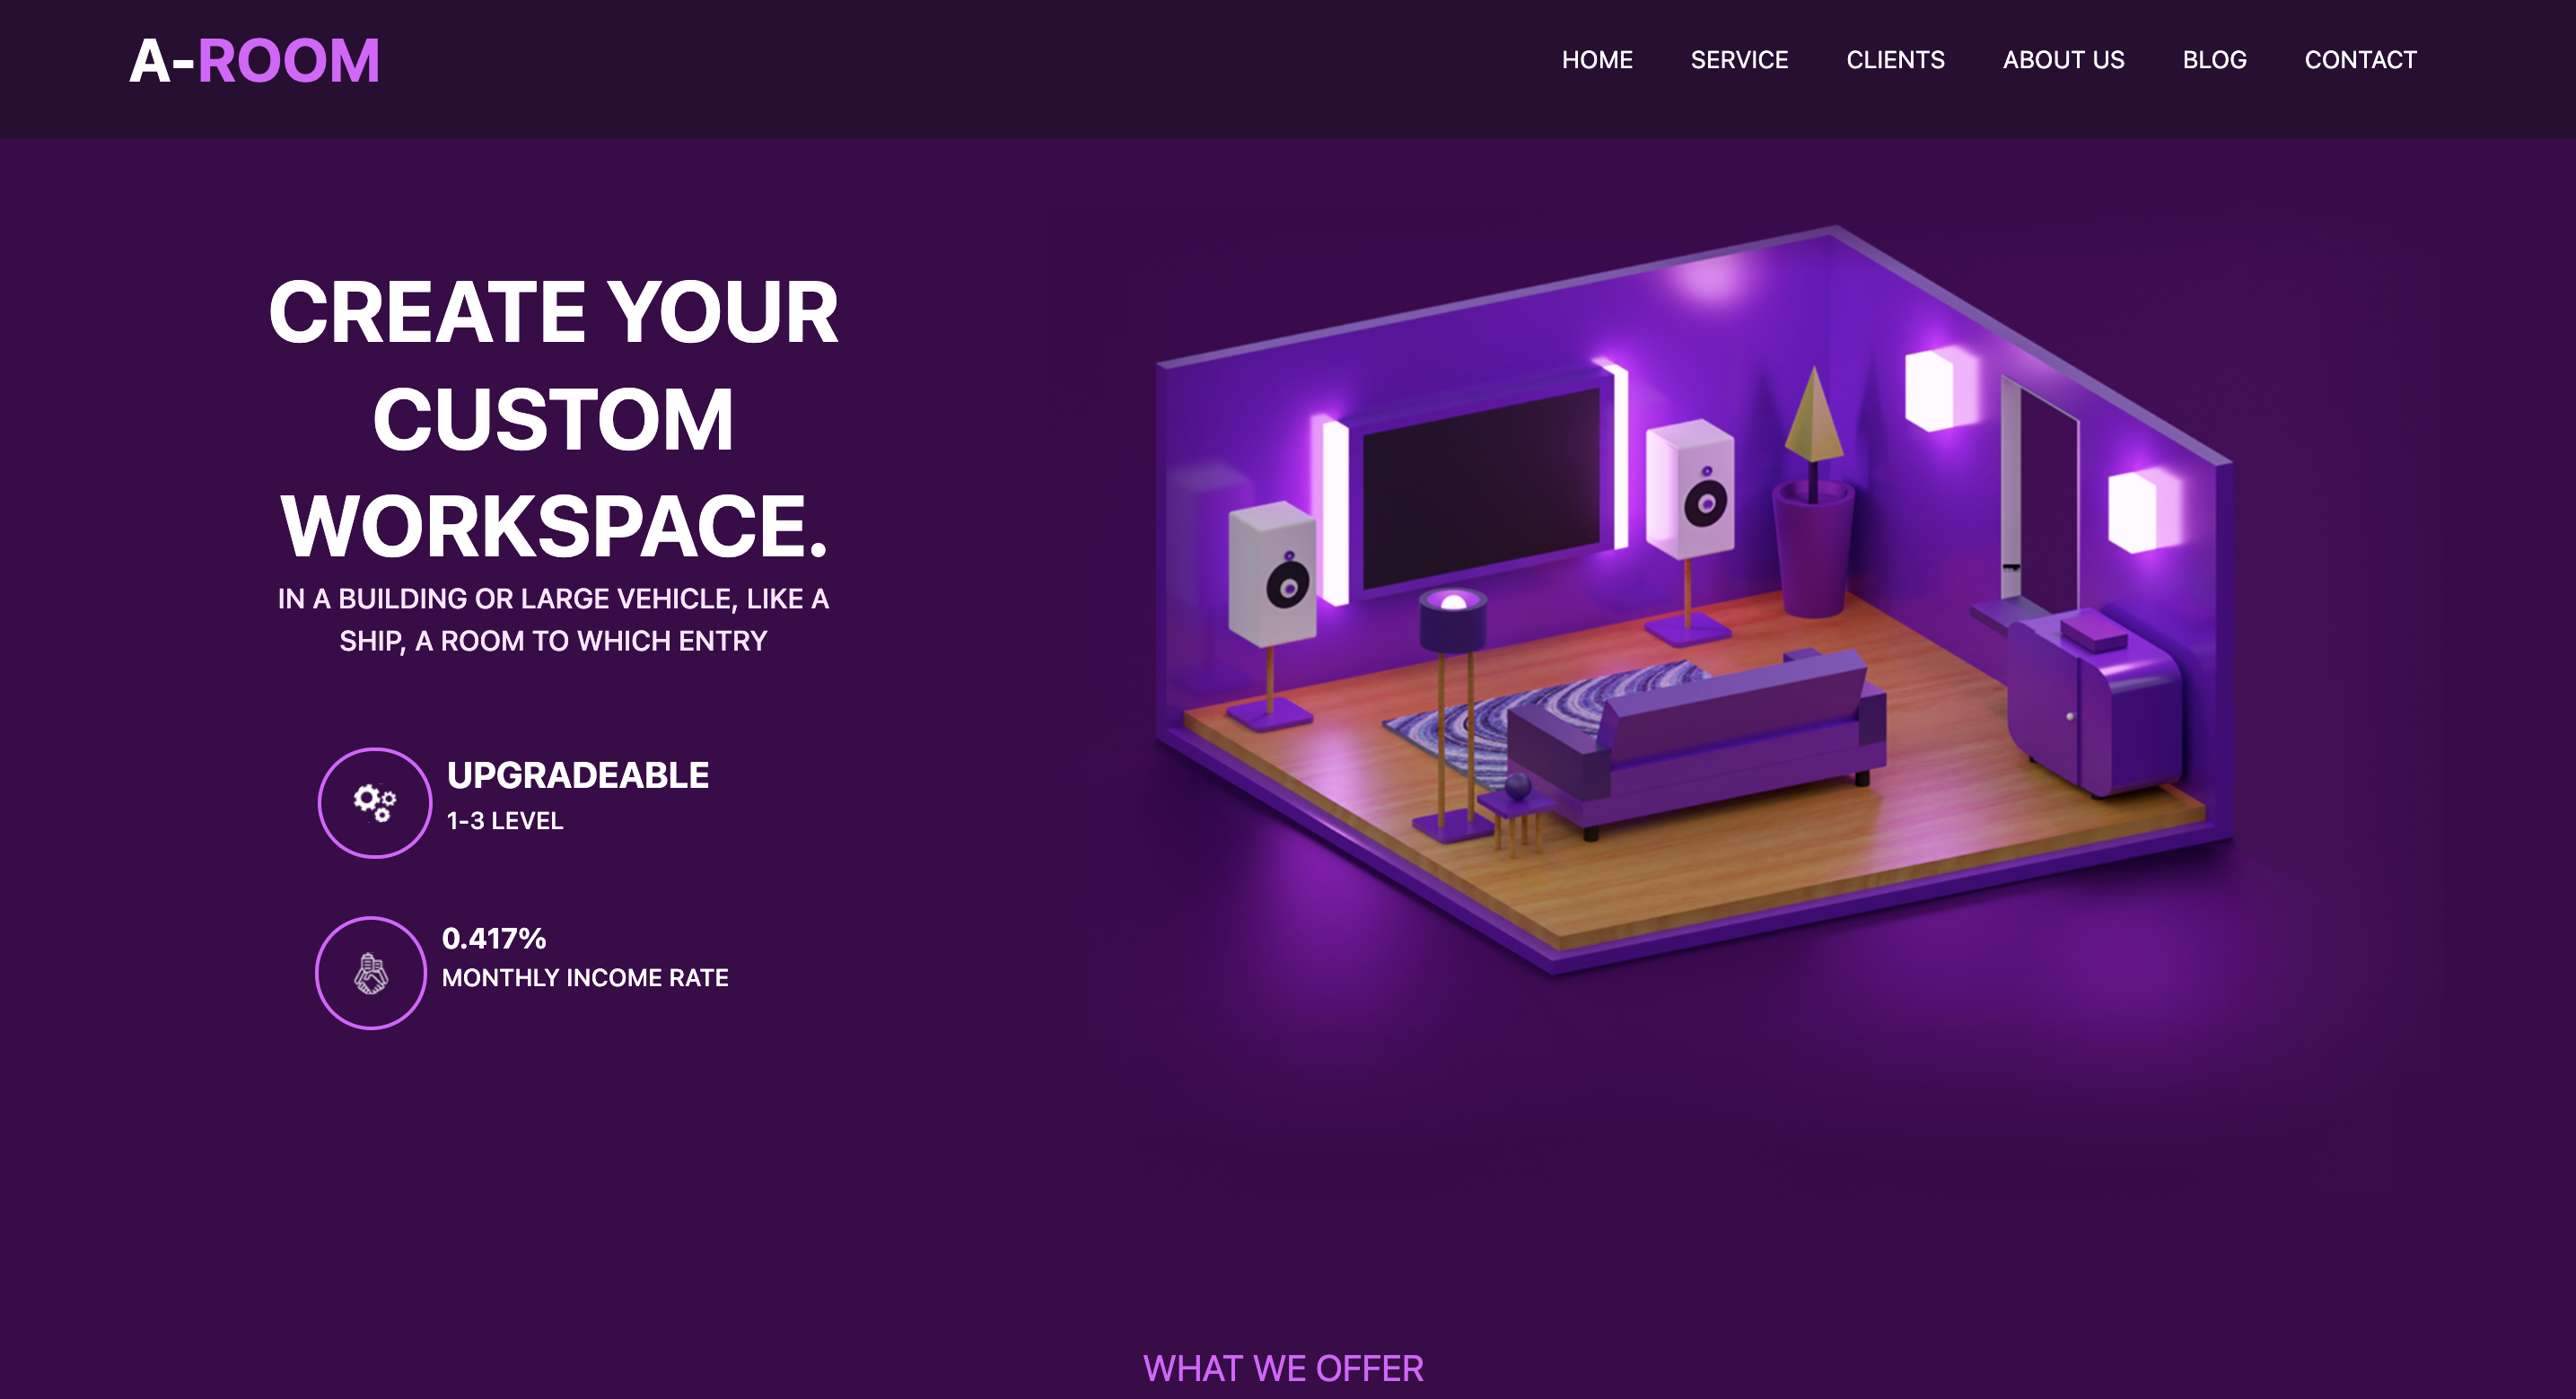 A-ROOM
HOME SERVICE CLIENTS ABOUT US BLOG CONTACT
CREATE YOUR
CUSTOM
WORKSPACE.
IN A BUILDING OR LARGE VEHICLE, LIKE A
SHIP, A ROOM TO WHICH ENTRY
UPGRADEABLE
1-3 LEVEL
0.417%
MONTHLY INCOME RATE
WHAT WE OFFER